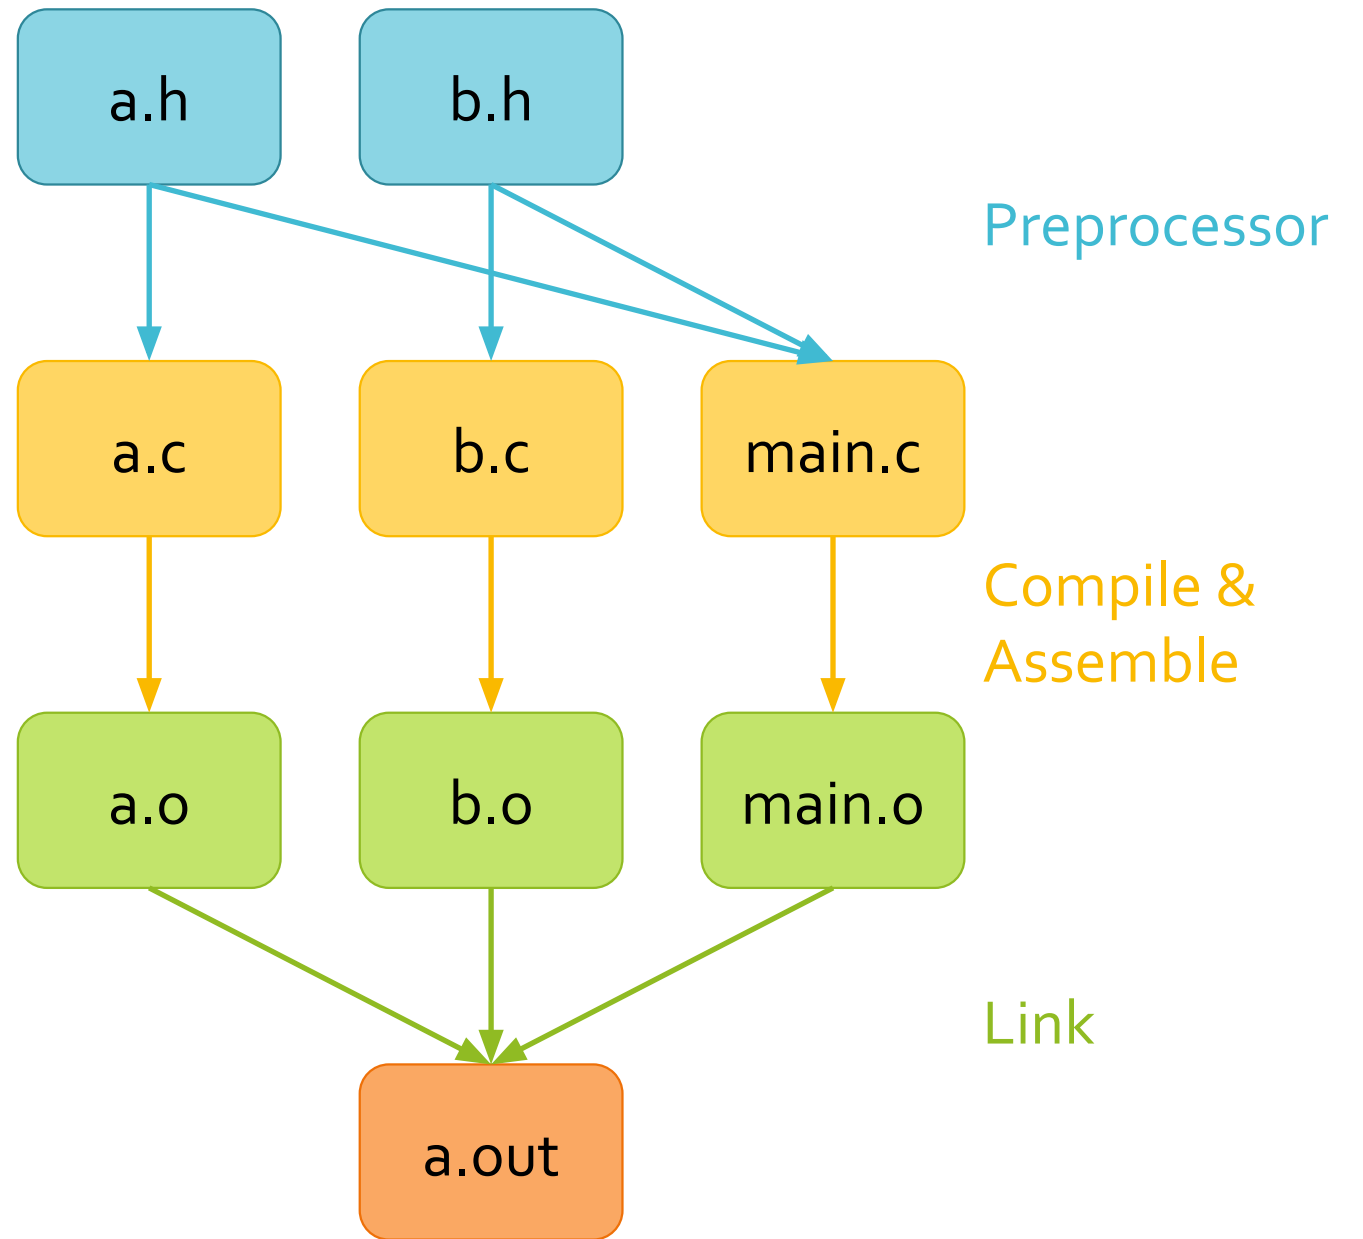 a.h
b.h
Preprocessor
a.c
b.c
main.c
Compile &
Assemble
a.o
b.o
main.o
Link
a.out